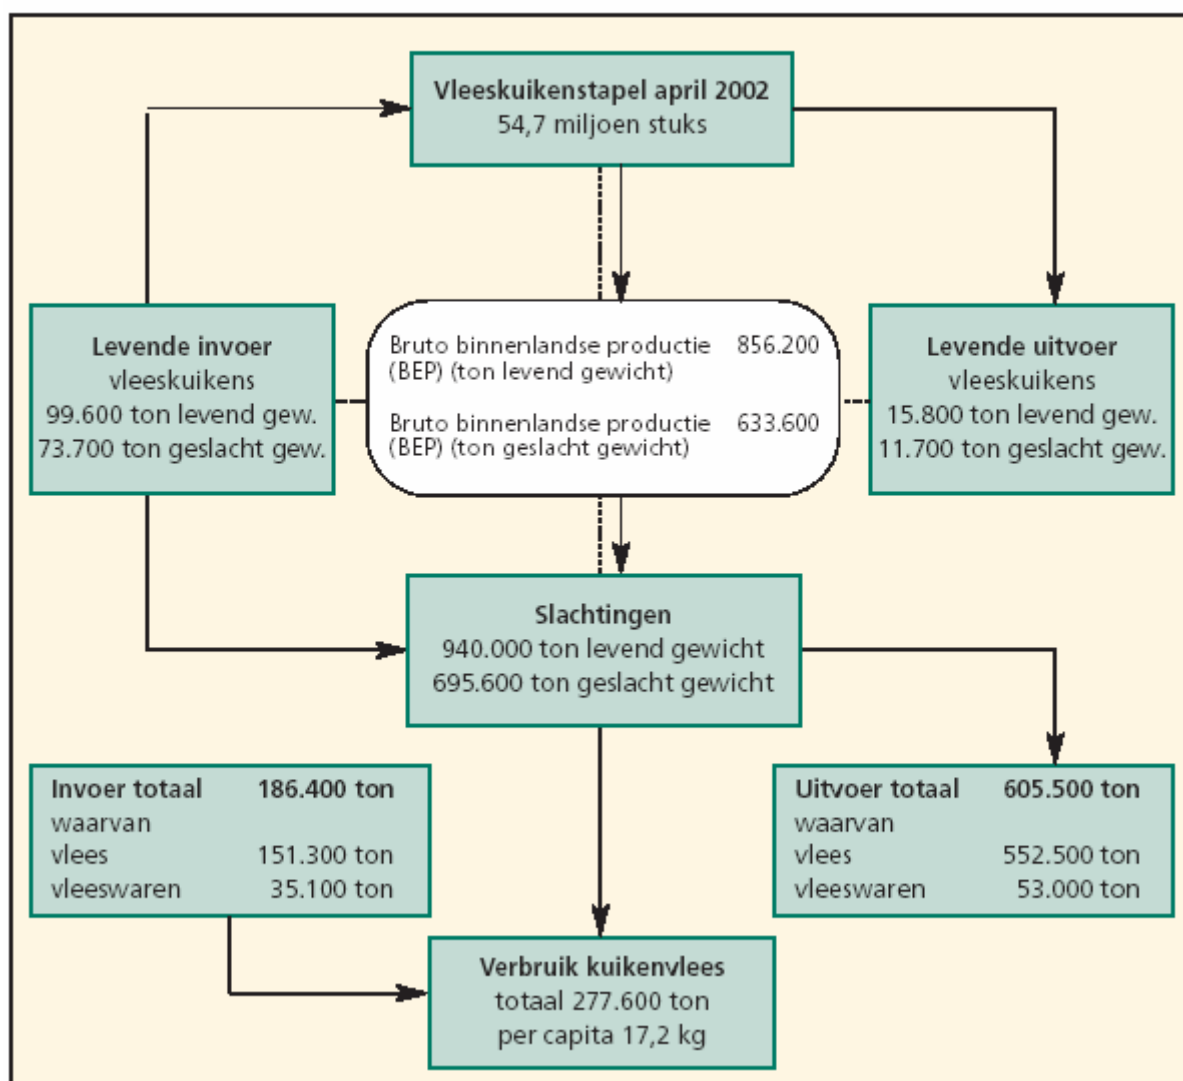 Vleeskuikenstapel april 2002
54,7 miljoen stuks
Levende invoer
vleeskuikens
99.600 ton levend gew.
73.700 ton geslacht gew.
Bruto binnenlandse productie 856.200
(BEP) (ton levend gewicht)
Bruto binnenlandse productie 633.600
(BEP) (ton geslacht gewicht)
Levende uitvoer
vleeskuikens
15.800 ton levend gew.
11.700 ton geslacht gew.
Slachtingen
940.000 ton levend gewicht
695.600 ton geslacht gewicht
Invoer totaal 186.400 ton
waarvan
vlees 151.300 ton
vleeswaren 35.100 ton
Uitvoer totaal 605.500 ton
waarvan
vlees 552.500 ton
vleeswaren 53.000 ton
Verbruik kuikenvlees
totaal 277.600 ton
per capita 17,2 kg